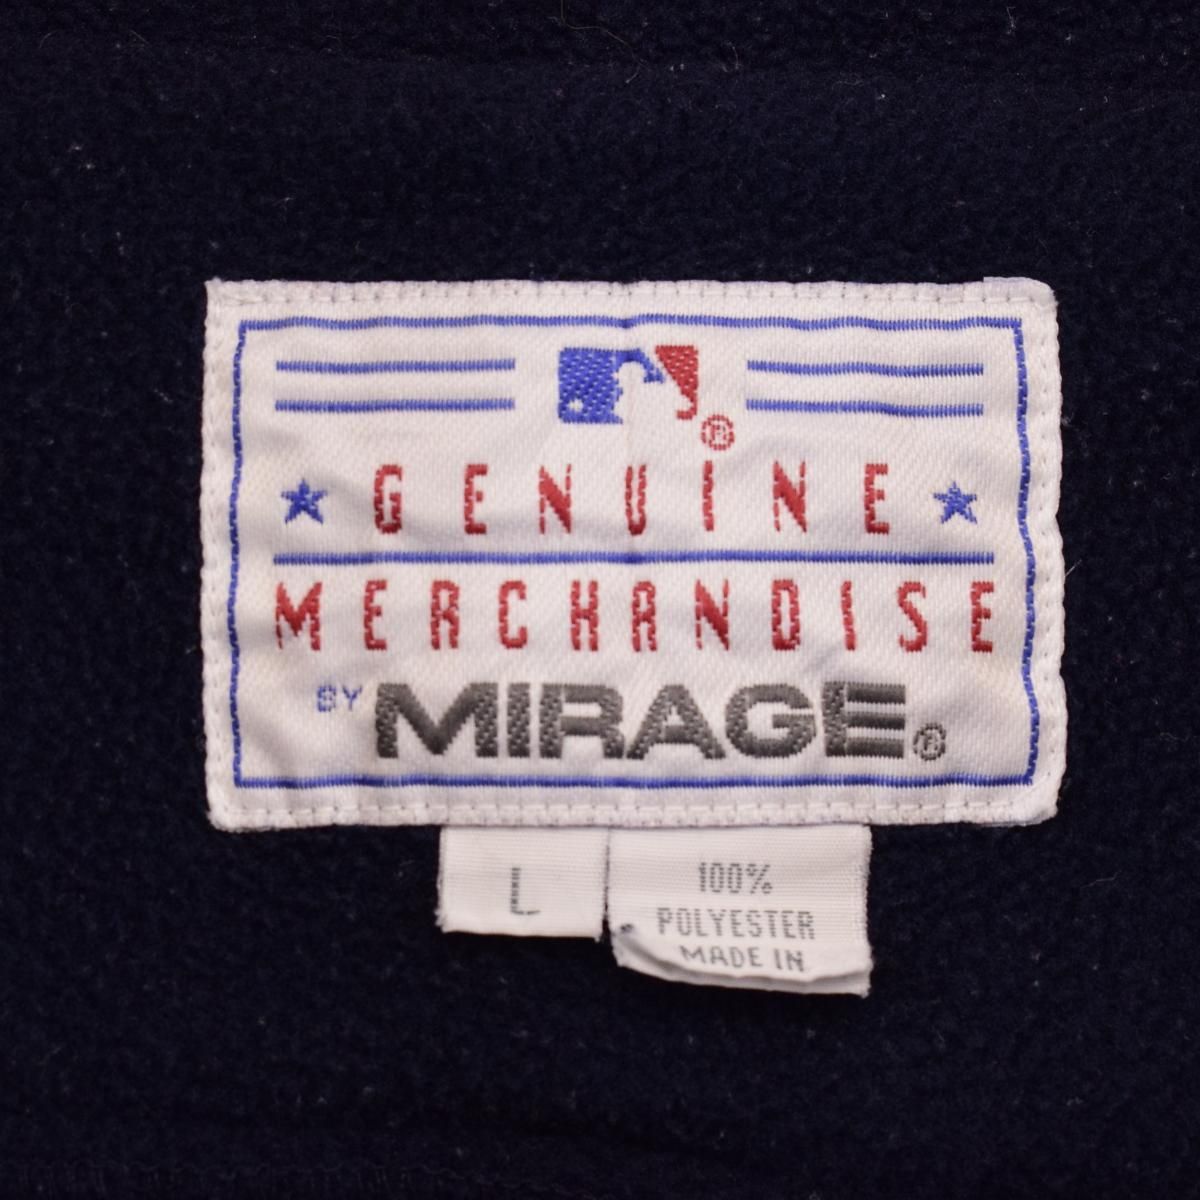 ®
GENUINE
MERCHANDISE
BY MIRAGE®
L
100%
POLYESTER
MADE IN